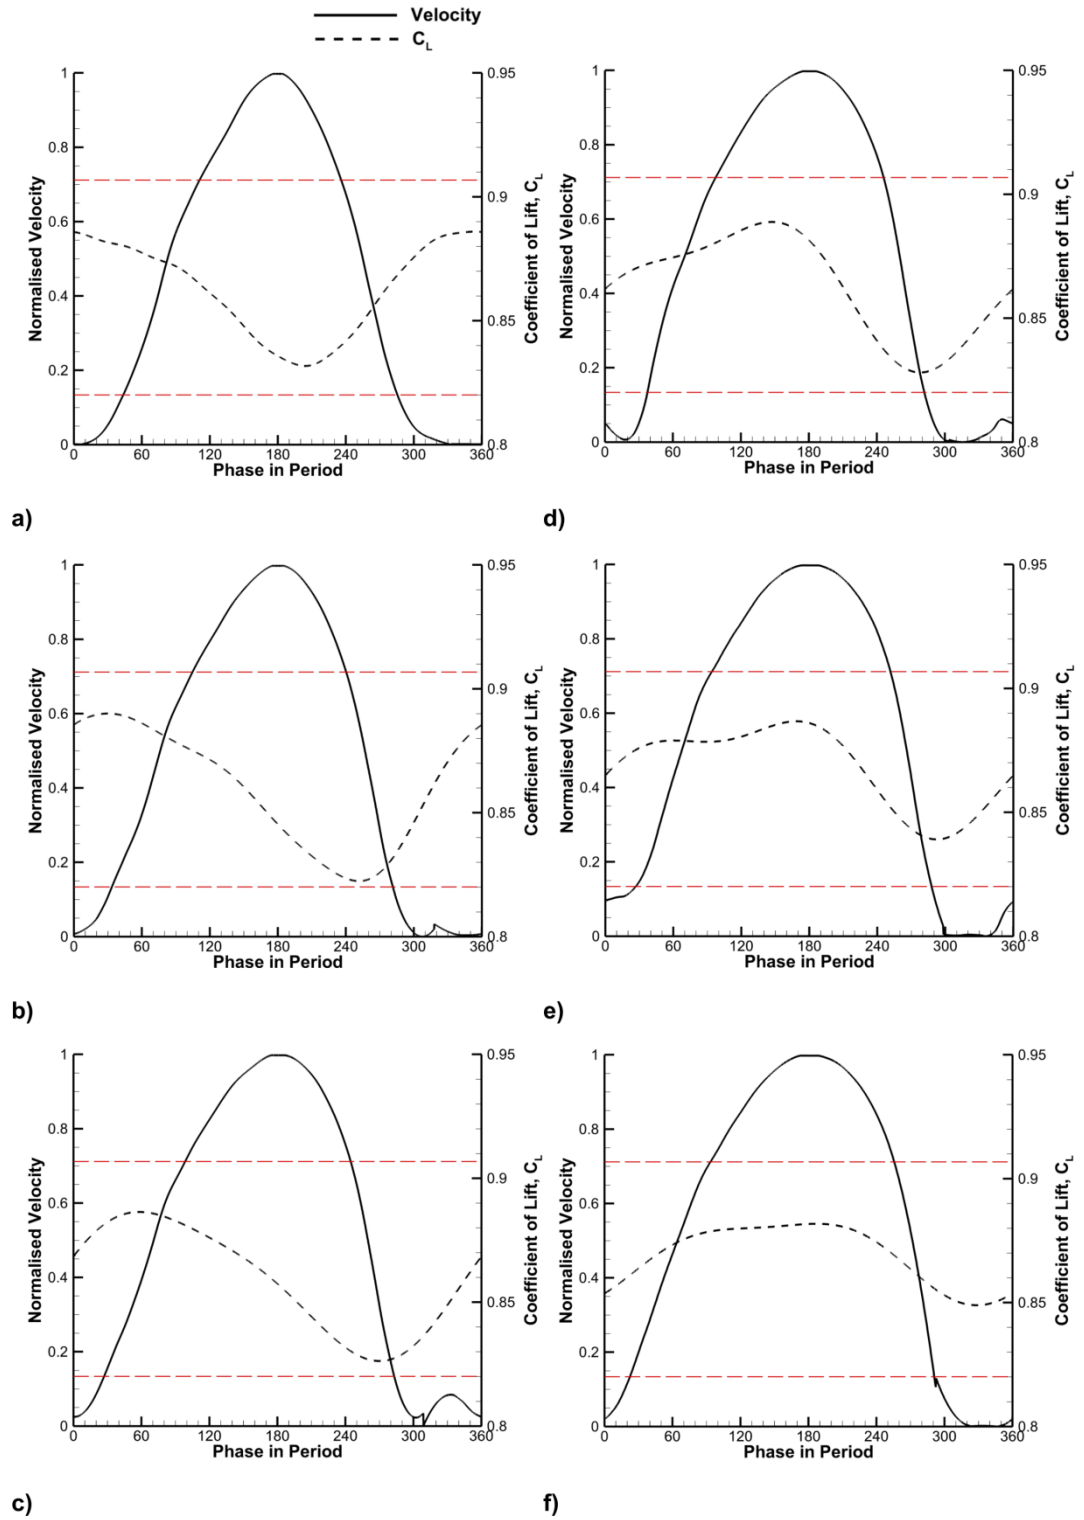 Velocity
C_L
1
0.8
0.6
0.4
0.2
0
Normalised Velocity
0.95
0.9
0.85
0.8
Coefficient of Lift, C_L
0 60 120 180 240 300 360
Phase in Period
a)
1
0.8
0.6
0.4
0.2
0
Normalised Velocity
0.95
0.9
0.85
0.8
Coefficient of Lift, C_L
0 60 120 180 240 300 360
Phase in Period
d)
1
0.8
0.6
0.4
0.2
0
Normalised Velocity
0.95
0.9
0.85
0.8
Coefficient of Lift, C_L
0 60 120 180 240 300 360
Phase in Period
b)
1
0.8
0.6
0.4
0.2
0
Normalised Velocity
0.95
0.9
0.85
0.8
Coefficient of Lift, C_L
0 60 120 180 240 300 360
Phase in Period
e)
1
0.8
0.6
0.4
0.2
0
Normalised Velocity
0.95
0.9
0.85
0.8
Coefficient of Lift, C_L
0 60 120 180 240 300 360
Phase in Period
c)
1
0.8
0.6
0.4
0.2
0
Normalised Velocity
0.95
0.9
0.85
0.8
Coefficient of Lift, C_L
0 60 120 180 240 300 360
Phase in Period
f)